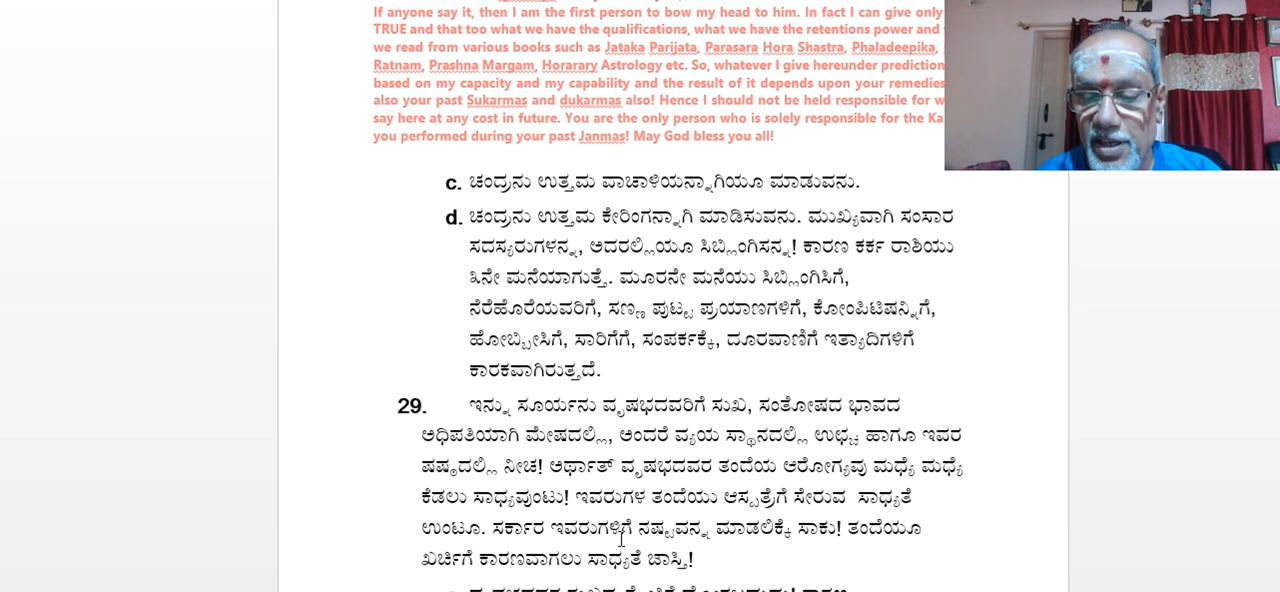 If anyone say it, then I am the first person to bow my head to him. In fact I can give only
TRUE and that too what we have the qualifications, what we have the retentions power and
we read from various books such as Jataka Parijata, Parasara Hora Shastra, Phaladeepika,
Ratnam, Prashna Margam, Horarary Astrology etc. So, whatever I give hereunder prediction
based on my capacity and my capability and the result of it depends upon your remedies
also your past Sukarmas and dukarmas also! Hence I should not be held responsible for w
say here at any cost in future. You are the only person who is solely responsible for the Ka
you performed during your past Janmas! May God bless you all!
c. ಚಂದ್ರನು ಉತ್ತಮ ವಾಚಾಳಿಯನ್ನಾಗಿಯೂ ಮಾಡುವನು.
d. ಚಂದ್ರನು ಉತ್ತಮ ಕೇರಿಂಗನ್ನಾಗಿ ಮಾಡಿಸುವನು. ಮುಖ್ಯವಾಗಿ ಸಂಸಾರ
ಸದಸ್ಯರುಗಳನ್ನ, ಅದರಲ್ಲಿಯೂ ಸಿಬ್ಲಿಂಗಿಸನ್ನ! ಕಾರಣ ಕರ್ಕ ರಾಶಿಯು
೩ನೇ ಮನೆಯಾಗುತ್ತೆ. ಮೂರನೇ ಮನೆಯು ಸಿಬ್ಲಿಂಗಿಸಿಗೆ,
ನೆರೆಹೊರೆಯವರಿಗೆ, ಸಣ್ಣ ಪುಟ್ಟ ಪ್ರಯಾಣಗಳಿಗೆ, ಕೋಂಪಿಟಿಷನ್ನಿಗೆ,
ಹೋಬ್ಬೀಸಿಗೆ, ಸಾರಿಗೆಗೆ, ಸಂಪರ್ಕಕ್ಕೆ, ದೂರವಾಣಿಗೆ ಇತ್ಯಾದಿಗಳಿಗೆ
ಕಾರಕವಾಗಿರುತ್ತದೆ.
29. ಇನ್ನು ಸೂರ್ಯನು ವೃಷಭದವರಿಗೆ ಸುಖ, ಸಂತೋಷದ ಭಾವದ
ಅಧಿಪತಿಯಾಗಿ ಮೇಷದಲ್ಲಿ, ಅಂದರೆ ವ್ಯಯ ಸ್ಥಾನದಲ್ಲಿ ಉಚ್ಛ ಹಾಗೂ ಇವರ
ಷಷ್ಠದಲ್ಲಿ ನೀಚ! ಅರ್ಥಾತ್ ವೃಷಭದವರ ತಂದೆಯ ಆರೋಗ್ಯವು ಮಧ್ಯೆ ಮಧ್ಯೆ
ಕೆಡಲು ಸಾಧ್ಯವುಂಟು! ಇವರುಗಳ ತಂದೆಯು ಆಸ್ಪತ್ರೆಗೆ ಸೇರುವ ಸಾಧ್ಯತೆ
ಉಂಟೂ. ಸರ್ಕಾರ ಇವರುಗಳಿಗೆ ನಷ್ಟವನ್ನ ಮಾಡಲಿಕ್ಕೆ ಸಾಕು! ತಂದೆಯೂ
ಖರ್ಚಿಗೆ ಕಾರಣವಾಗಲು ಸಾಧ್ಯತೆ ಜಾಸ್ತಿ!